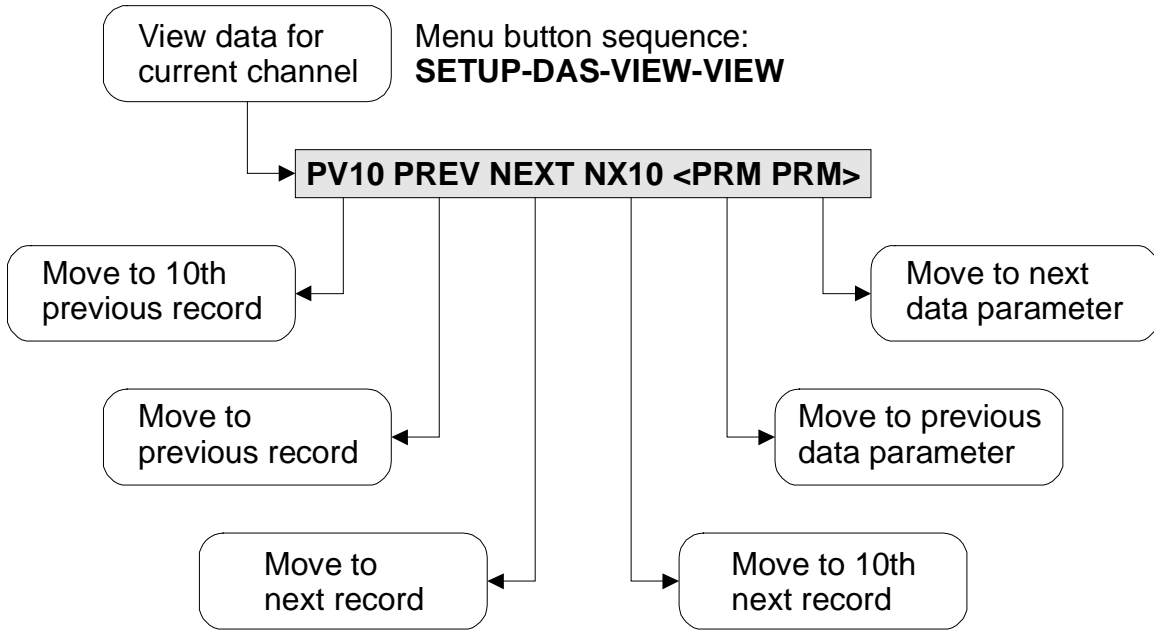 View data for
current channel
Menu button sequence:
SETUP-DAS-VIEW-VIEW
PV10 PREV NEXT NX10 <PRM PRM>
Move to 10th
previous record
Move to next
data parameter
Move to
previous record
Move to previous
data parameter
Move to
next record
Move to 10th
next record